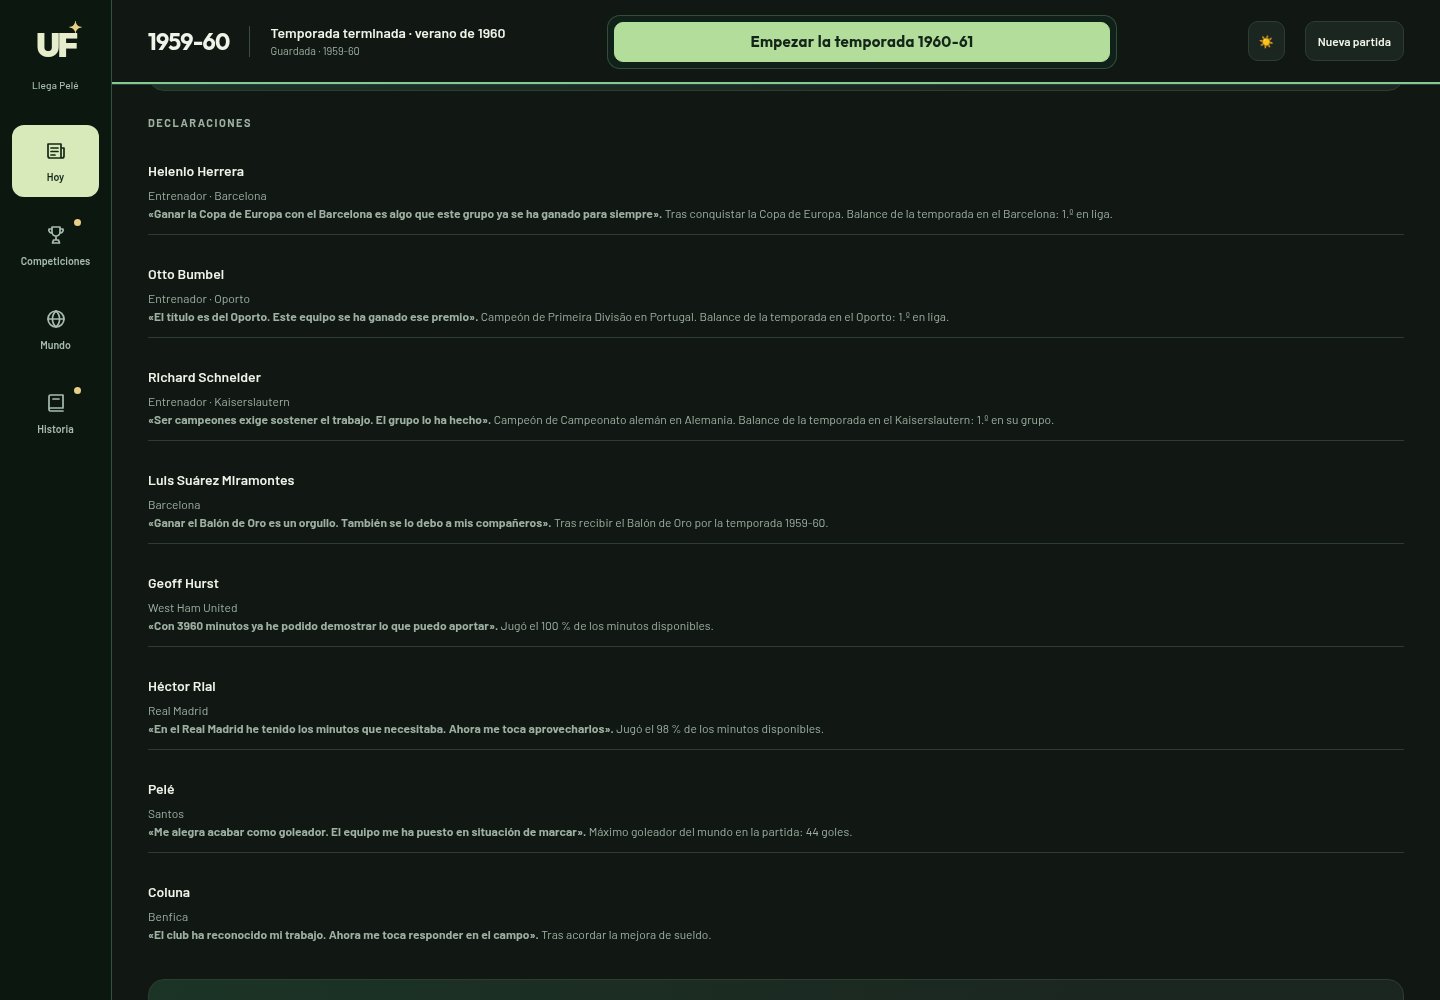 UF
Llega Pelé
Hoy
Competiciones
Mundo
Historia
1959-60
Temporada terminada · verano de 1960
Guardada · 1959-60
Empezar la temporada 1960-61
Nueva partida
DECLARACIONES
Helenio Herrera
Entrenador · Barcelona
«Ganar la Copa de Europa con el Barcelona es algo que este grupo ya se ha ganado para siempre». Tras conquistar la Copa de Europa. Balance de la temporada en el Barcelona: 1.º en liga.
Otto Bumbel
Entrenador · Oporto
«El título es del Oporto. Este equipo se ha ganado ese premio». Campeón de Primeira Divisão en Portugal. Balance de la temporada en el Oporto: 1.º en liga.
Richard Schneider
Entrenador · Kaiserslautern
«Ser campeones exige sostener el trabajo. El grupo lo ha hecho». Campeón de Campeonato alemán en Alemania. Balance de la temporada en el Kaiserslautern: 1.º en su grupo.
Luis Suárez Miramontes
Barcelona
«Ganar el Balón de Oro es un orgullo. También se lo debo a mis compañeros». Tras recibir el Balón de Oro por la temporada 1959-60.
Geoff Hurst
West Ham United
«Con 3960 minutos ya he podido demostrar lo que puedo aportar». Jugó el 100 % de los minutos disponibles.
Héctor Rial
Real Madrid
«En el Real Madrid he tenido los minutos que necesitaba. Ahora me toca aprovecharlos». Jugó el 98 % de los minutos disponibles.
Pelé
Santos
«Me alegra acabar como goleador. El equipo me ha puesto en situación de marcar». Máximo goleador del mundo en la partida: 44 goles.
Coluna
Benfica
«El club ha reconocido mi trabajo. Ahora me toca responder en el campo». Tras acordar la mejora de sueldo.